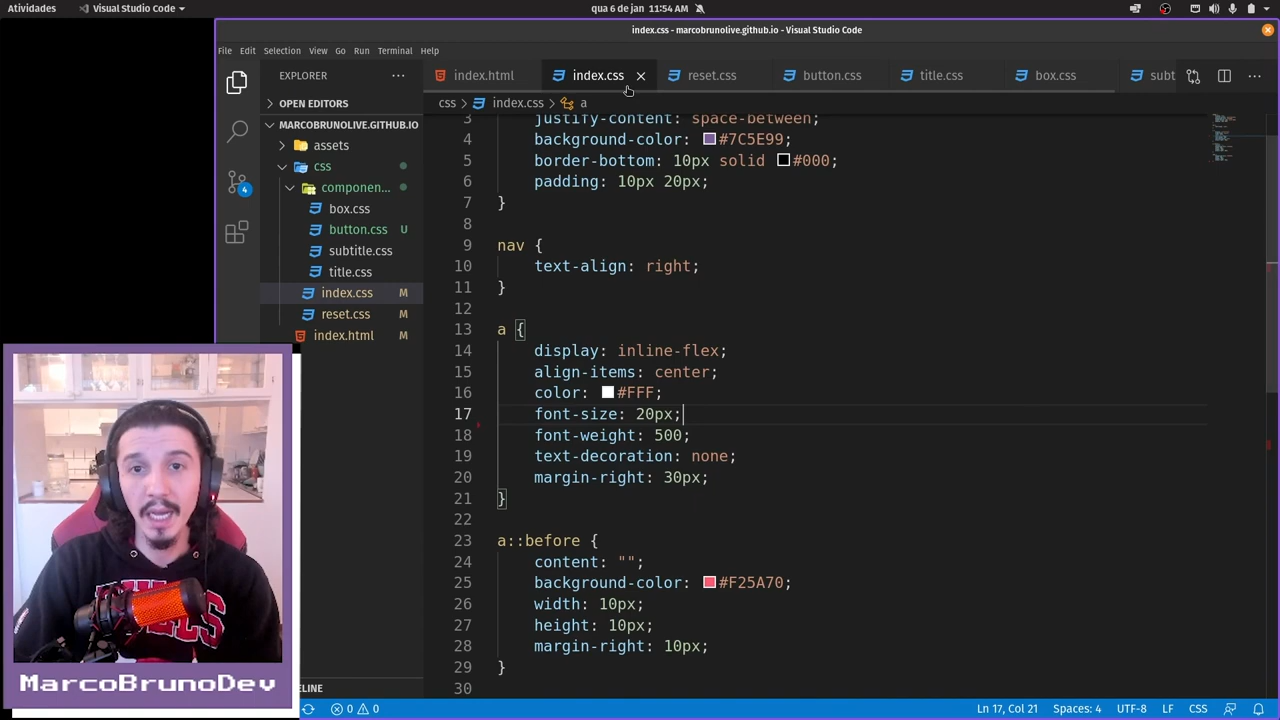 Atividades
Visual Studio Code
qua 6 de jan 11:54 AM
index.css - marcobrunolive.github.io - Visual Studio Code
File Edit Selection View Go Run Terminal Help
EXPLORER
index.html
index.css
reset.css
button.css
title.css
box.css
subt
OPEN EDITORS
css > index.css > a
MARCOBRUNOLIVE.GITHUB.IO
assets
css
componen...
box.css
button.css U
subtitle.css
title.css
index.css M
reset.css M
index.html M
4
3 justify-content: space-between;
4 background-color: #7C5E99;
5 border-bottom: 10px solid #000;
6 padding: 10px 20px;
7 }
8
9 nav {
10 text-align: right;
11 }
12
13 a {
14 display: inline-flex;
15 align-items: center;
16 color: #FFF;
17 font-size: 20px;
18 font-weight: 500;
19 text-decoration: none;
20 margin-right: 30px;
21 }
22
23 a::before {
24 content: "";
25 background-color: #F25A70;
26 width: 10px;
27 height: 10px;
28 margin-right: 10px;
29 }
30
MarcoBrunoDev
LINE
0 0
Ln 17, Col 21
Spaces: 4
UTF-8
LF
CSS